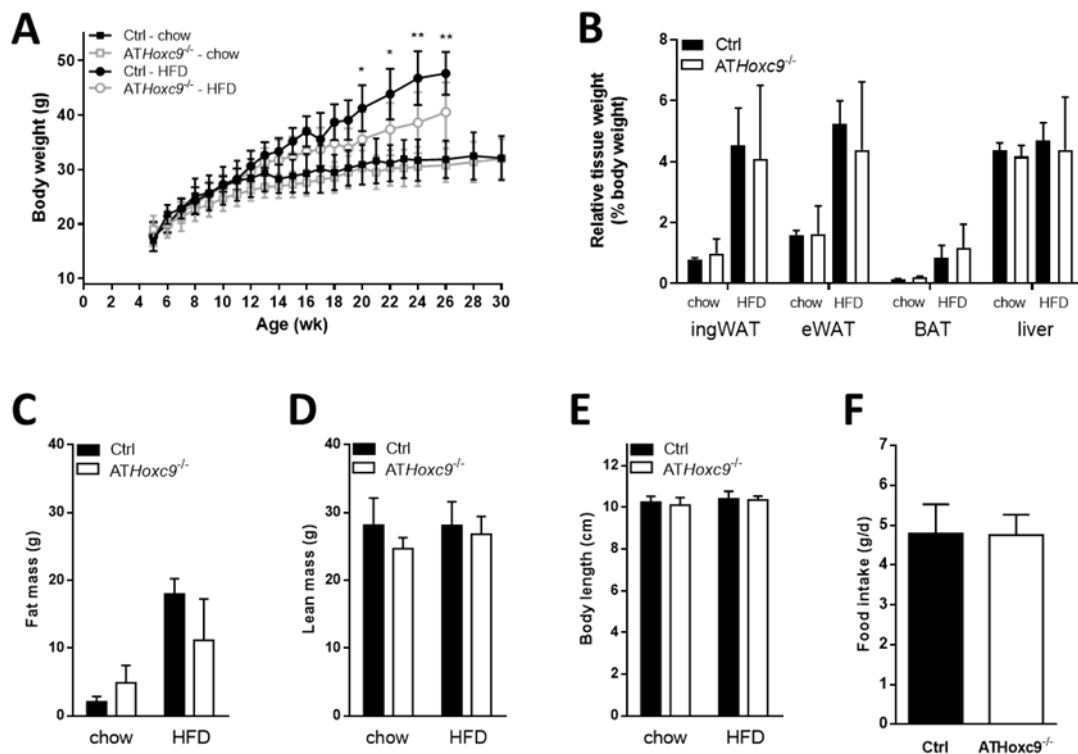 A
Ctrl - chow
ATHoxc9-/- - chow
Ctrl - HFD
ATHoxc9-/- - HFD
* * ** **
50
40
30
20
10
Body weight (g)
0 2 4 6 8 10 12 14 16 18 20 22 24 26 28 30
Age (wk)
B
Ctrl
ATHoxc9-/-
8
6
4
2
0
Relative tissue weight
(% body weight)
chow HFD chow HFD chow HFD chow HFD
ingWAT eWAT BAT liver
C
Ctrl
ATHoxc9-/-
40
30
20
10
0
Fat mass (g)
chow HFD
D
Ctrl
ATHoxc9-/-
40
30
20
10
0
Lean mass (g)
chow HFD
E
Ctrl
ATHoxc9-/-
12
10
8
6
4
2
0
Body length (cm)
chow HFD
F
7
6
5
4
3
2
1
0
Food intake (g/d)
Ctrl ATHoxc9-/-